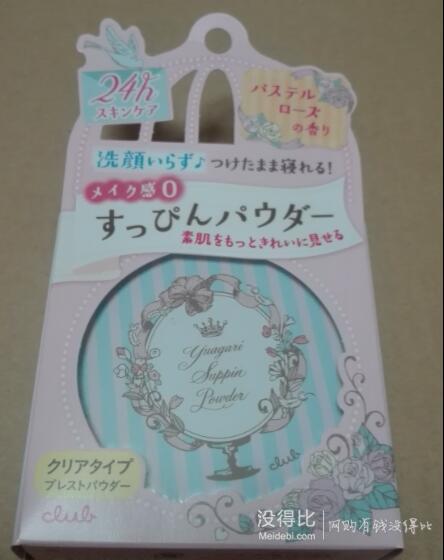 24h
スキンケア
パステル
ローズ
の香り
洗顔いらず♪つけたまま寝れる!
メイク感0
すっぴんパウダー
素肌をもっときれいに見せる
Yuagari
Suppin
Powder
club
クリアタイプ
プレストパウダー
club
没得比
Meidebi.com
网购有钱没得比